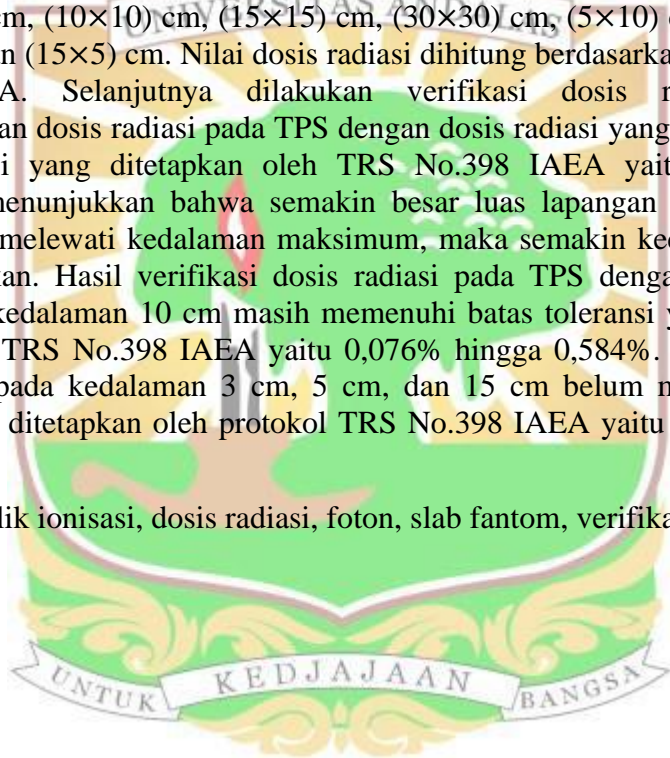 cm, (10×10) cm, (15×15) cm, (30×30) cm, (5×10)
UNIVERSITAS ANDALAS
n (15×5) cm. Nilai dosis radiasi dihitung berdasarka
A. Selanjutnya dilakukan verifikasi dosis r
an dosis radiasi pada TPS dengan dosis radiasi yang
i yang ditetapkan oleh TRS No.398 IAEA yait
menunjukkan bahwa semakin besar luas lapangan
melewati kedalaman maksimum, maka semakin kec
kan. Hasil verifikasi dosis radiasi pada TPS denga
kedalaman 10 cm masih memenuhi batas toleransi y
TRS No.398 IAEA yaitu 0,076% hingga 0,584%.
pada kedalaman 3 cm, 5 cm, dan 15 cm belum m
ditetapkan oleh protokol TRS No.398 IAEA yaitu
lik ionisasi, dosis radiasi, foton, slab fantom, verifika
UNTUK KEDJAJAAN BANGSA